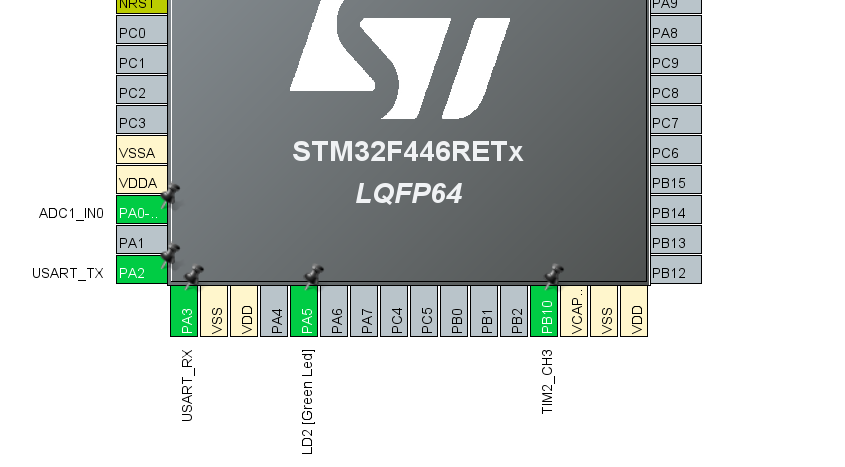 NRST
PC0
PC1
PC2
PC3
VSSA
VDDA
ADC1_IN0 PA0-..
PA1
USART_TX PA2
STM32F446RETx
LQFP64
PA9
PA8
PC9
PC8
PC7
PC6
PB15
PB14
PB13
PB12
PA3
VSS
VDD
PA4
PA5
PA6
PA7
PC4
PC5
PB0
PB1
PB2
PB10
VCAP..
VSS
VDD
USART_RX
LD2 [Green Led]
TIM2_CH3